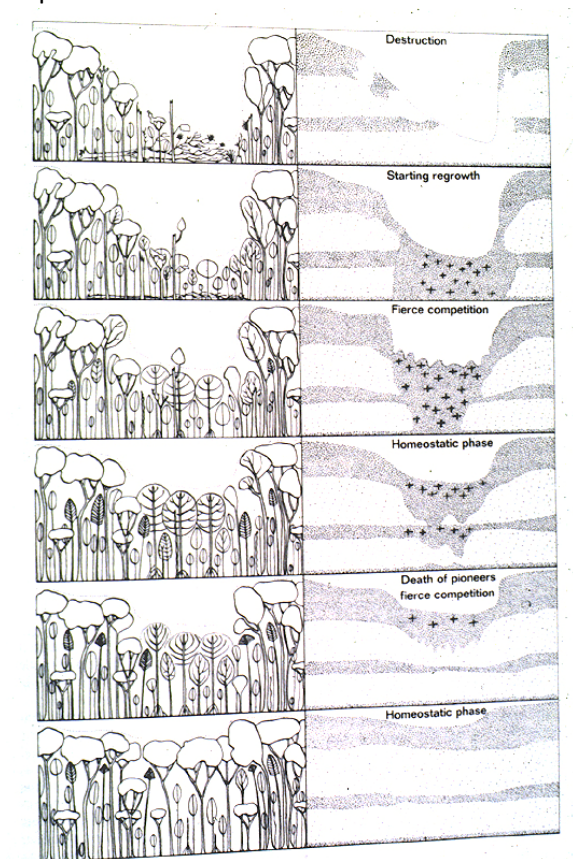 Destruction
Starting regrowth
Fierce competition
Homeostatic phase
Death of pioneers
fierce competition
Homeostatic phase